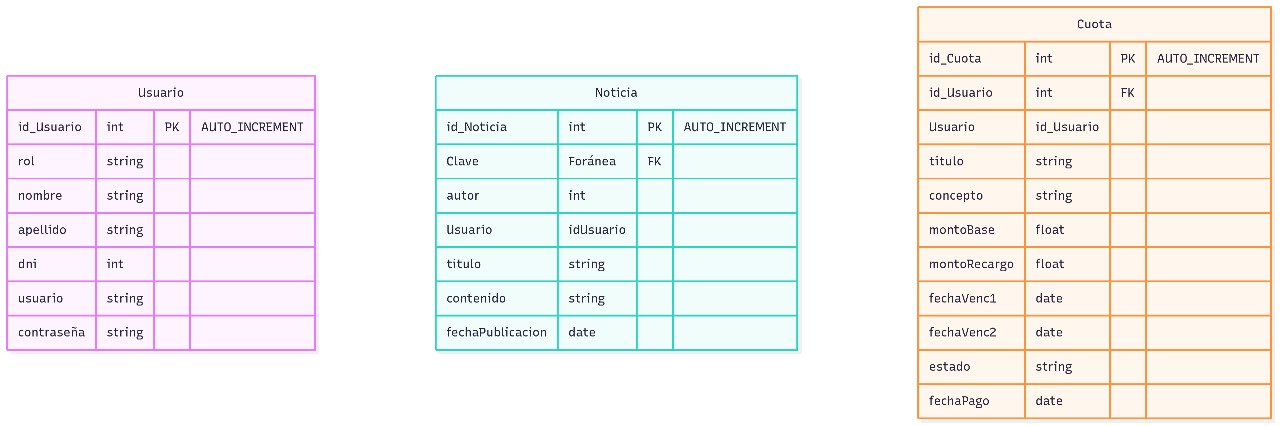 Usuario
id_Usuario int PK AUTO_INCREMENT
rol string
nombre string
apellido string
dni int
usuario string
contraseña string
Noticia
id_Noticia int PK AUTO_INCREMENT
Clave Foránea FK
autor int
Usuario idUsuario
titulo string
contenido string
fechaPublicacion date
Cuota
id_Cuota int PK AUTO_INCREMENT
id_Usuario int FK
Usuario id_Usuario
titulo string
concepto string
montoBase float
montoRecargo float
fechaVenc1 date
fechaVenc2 date
estado string
fechaPago date